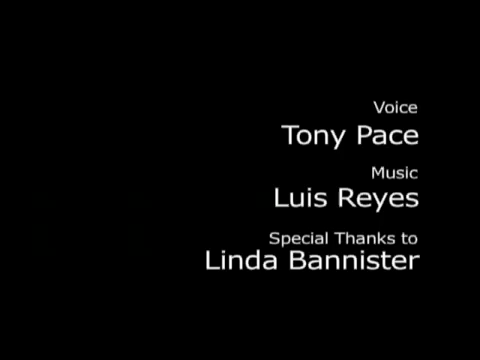 Voice
Tony Pace
Music
Luis Reyes
Special Thanks to
Linda Bannister